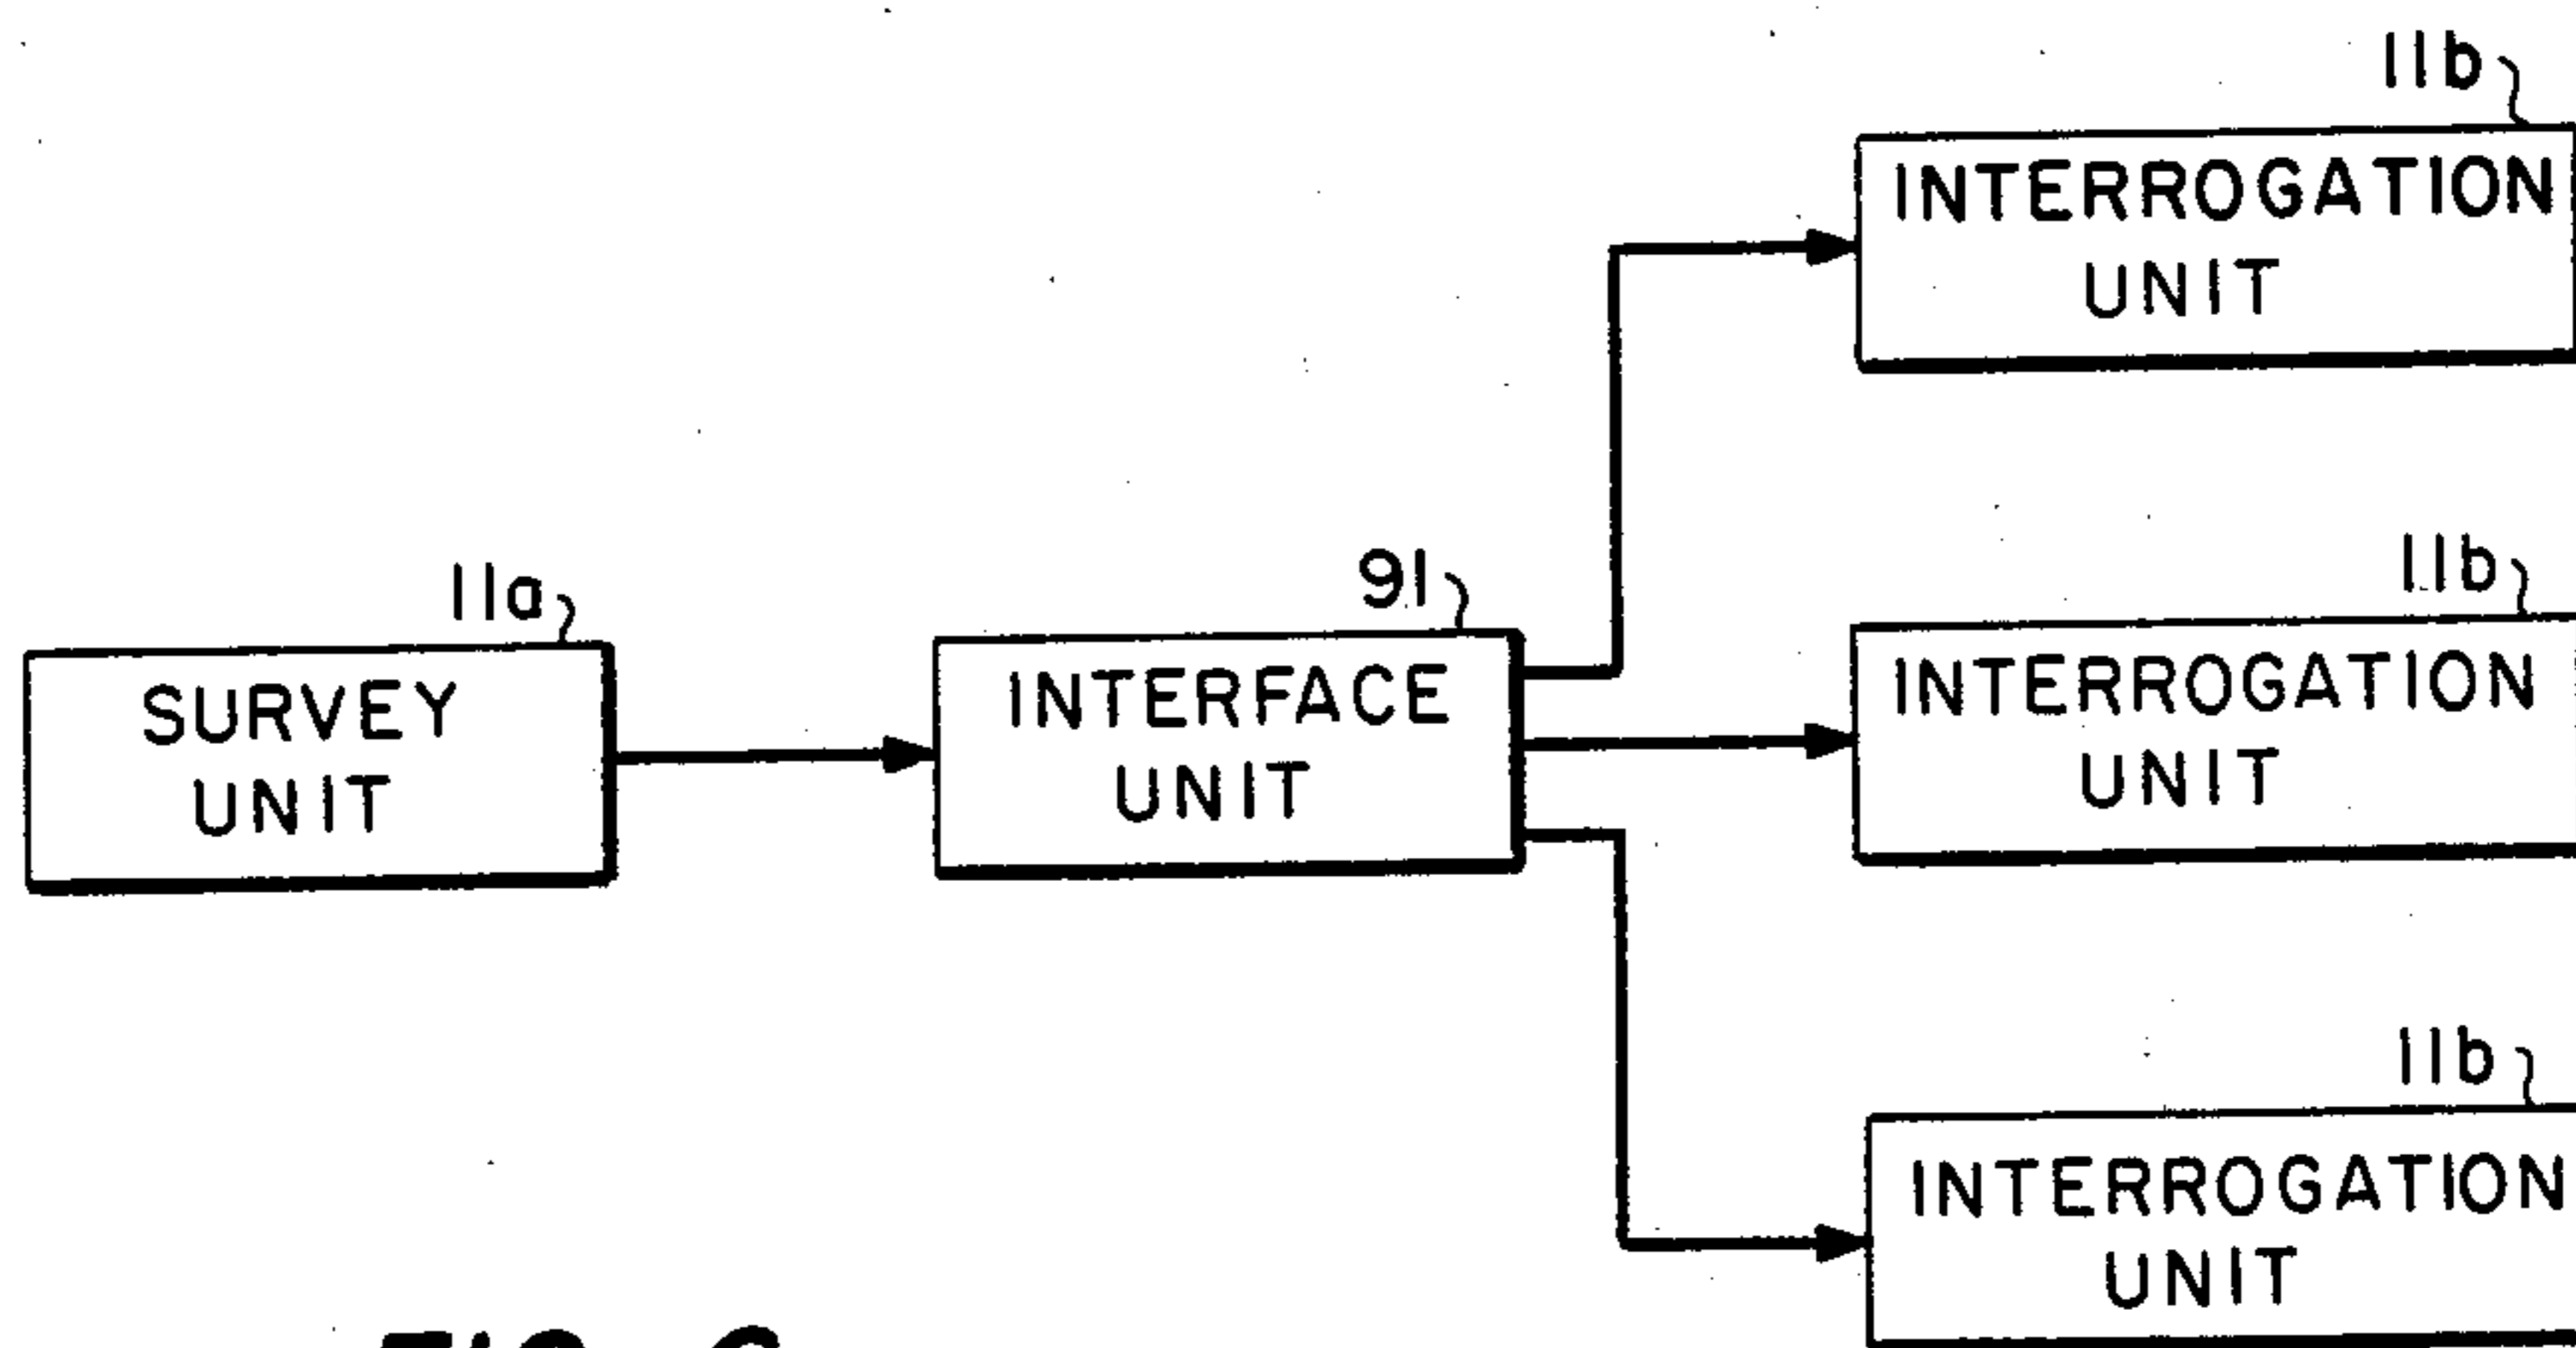 11b
INTERROGATION
UNIT
11a
SURVEY
UNIT
91
INTERFACE
UNIT
11b
INTERROGATION
UNIT
11b
INTERROGATION
UNIT